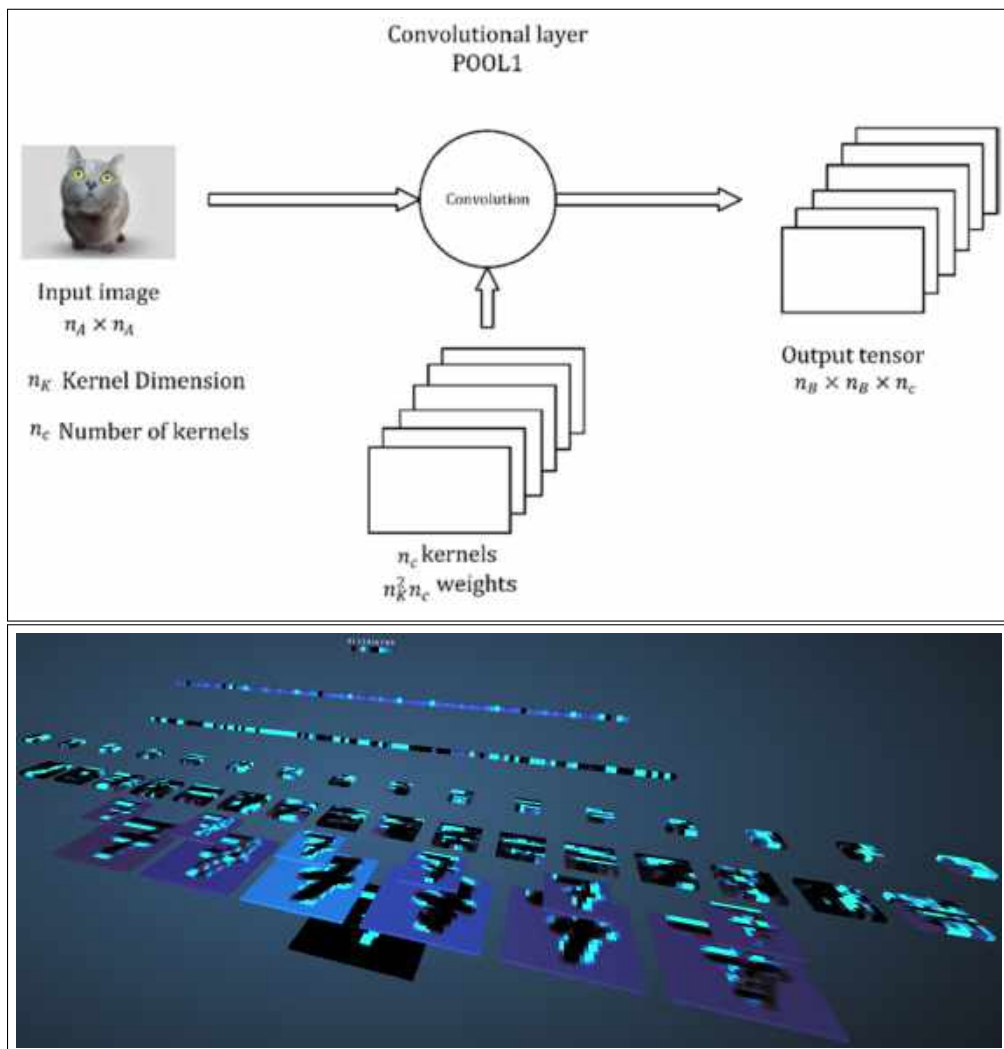 Convolutional layer
POOL1
Convolution
Input image
n_A × n_A
n_K Kernel Dimension
n_c Number of kernels
n_c kernels
n_K^2 n_c weights
Output tensor
n_B × n_B × n_c